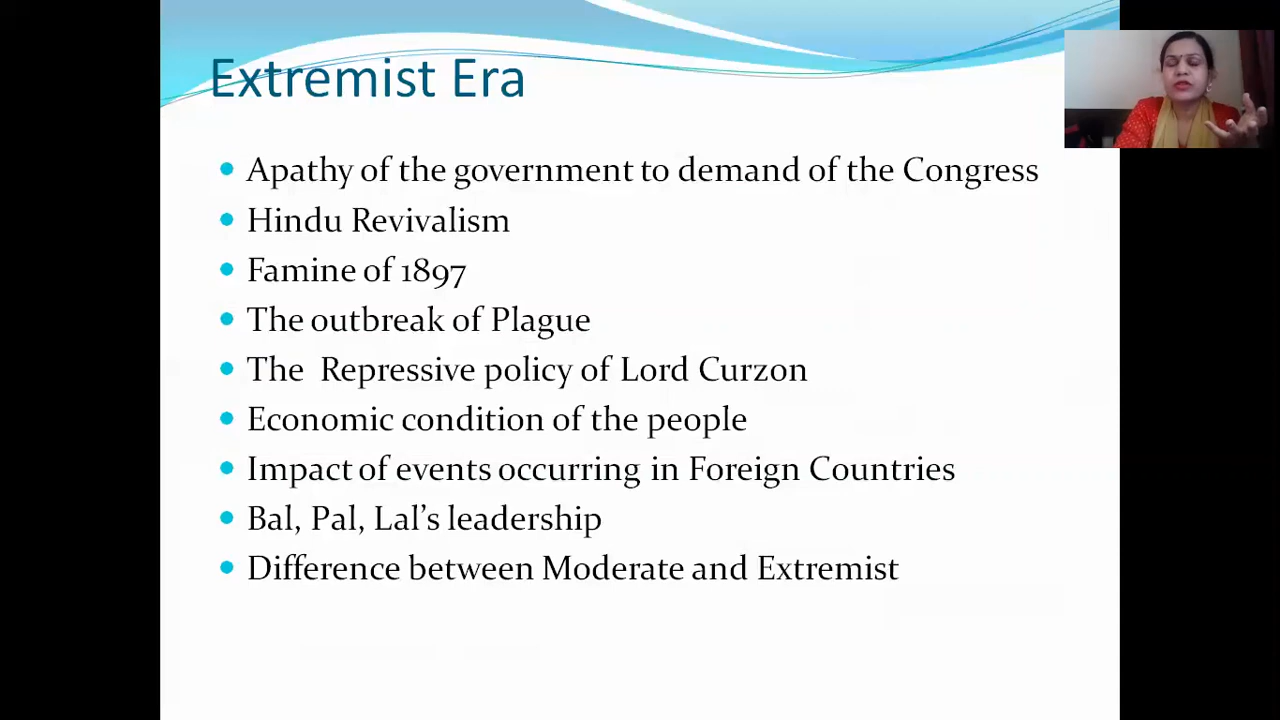 Extremist Era
• Apathy of the government to demand of the Congress
• Hindu Revivalism
• Famine of 1897
• The outbreak of Plague
• The  Repressive policy of Lord Curzon
• Economic condition of the people
• Impact of events occurring in Foreign Countries
• Bal, Pal, Lal’s leadership
• Difference between Moderate and Extremist